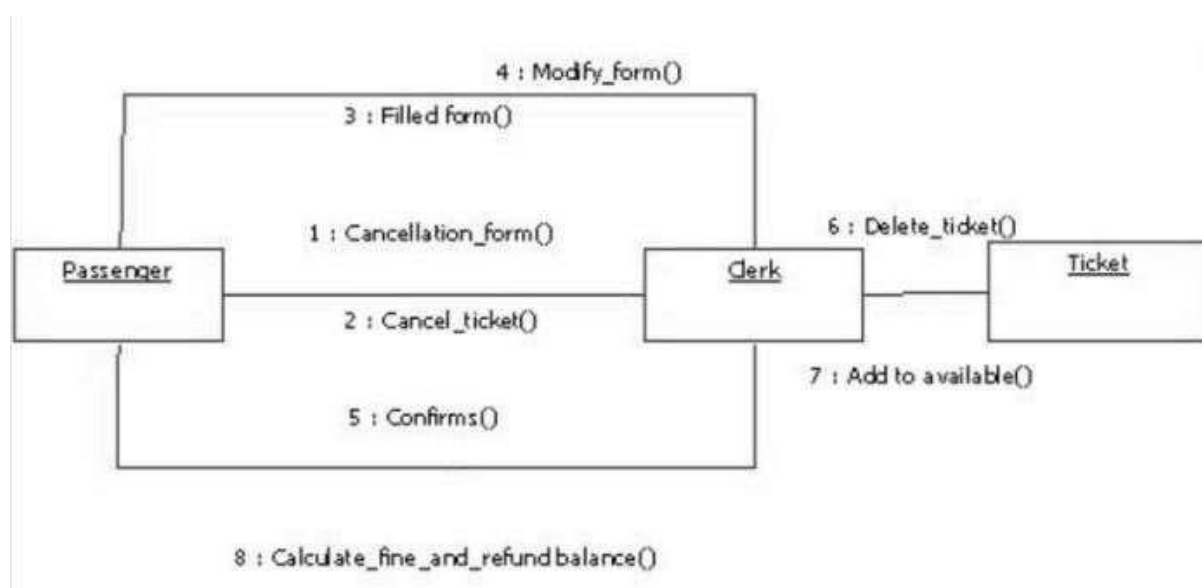 4 : Modify_form()
3 : Filled form()
1 : Cancellation_form()
6 : Delete_ticket()
Passenger
Clerk
Ticket
2 : Cancel_ticket()
7 : Add to available()
5 : Confirms()
8 : Calculate_fine_and_refund balance()